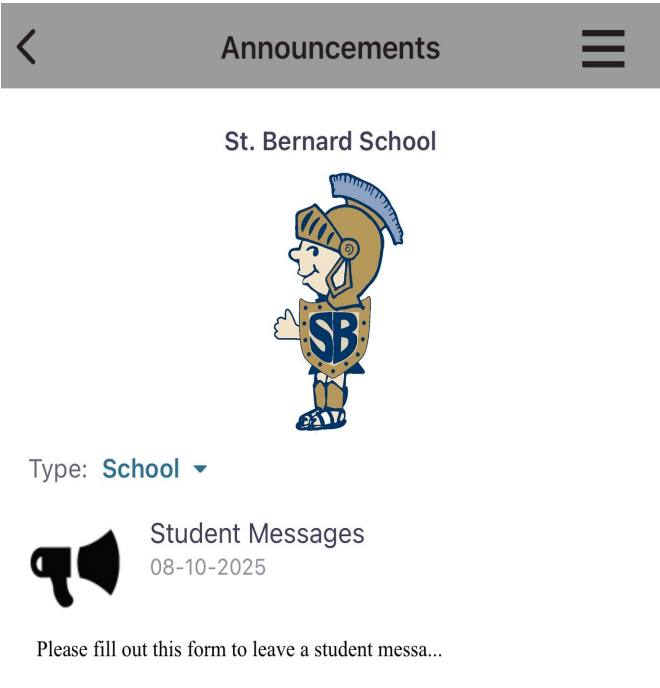 Announcements
St. Bernard School
SB
Type: School
Student Messages
08-10-2025
Please fill out this form to leave a student messa...